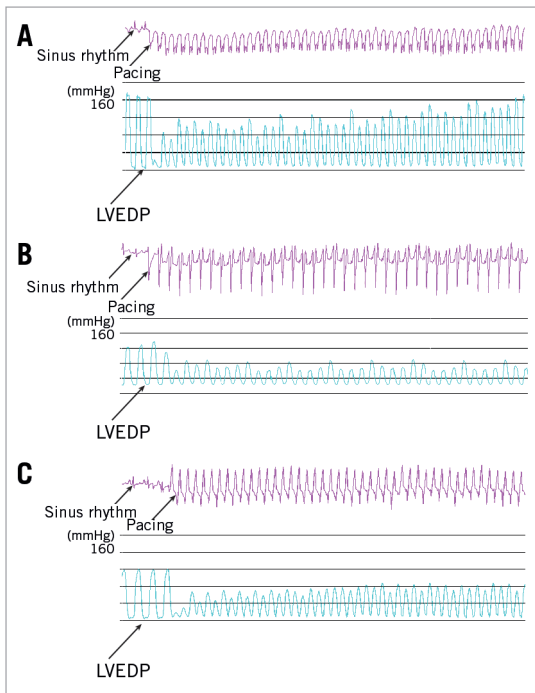 A
Sinus rhythm
Pacing
(mmHg)
160
LVEDP
B
Sinus rhythm
Pacing
(mmHg)
160
LVEDP
C
Sinus rhythm
Pacing
(mmHg)
160
LVEDP